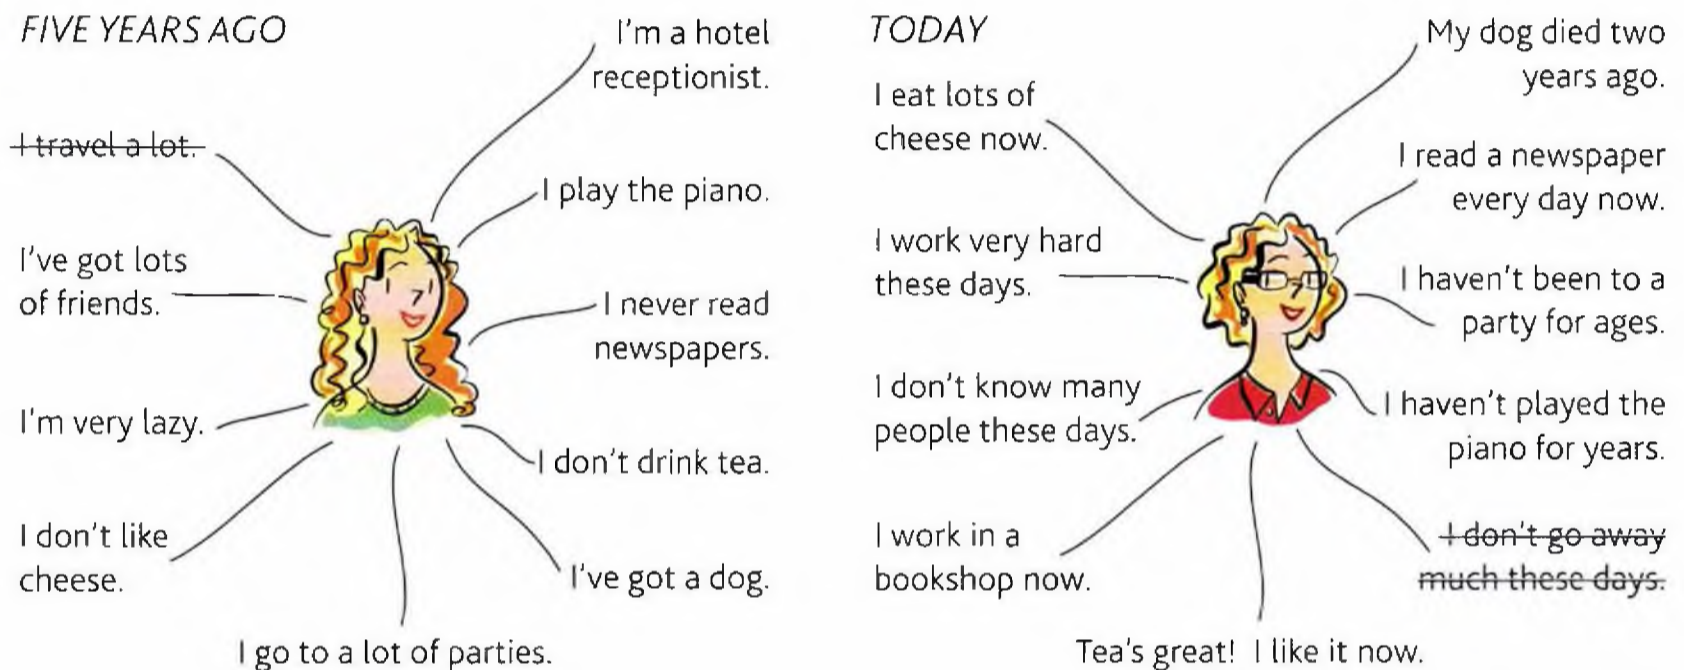 FIVE YEARS AGO
I'm a hotel
receptionist.
I travel a lot.
I play the piano.
I've got lots
of friends.
I never read
newspapers.
I'm very lazy.
I don't drink tea.
I don't like
cheese.
I've got a dog.
I go to a lot of parties.
TODAY
My dog died two
years ago.
I eat lots of
cheese now.
I read a newspaper
every day now.
I work very hard
these days.
I haven't been to a
party for ages.
I don't know many
people these days.
I haven't played the
piano for years.
I work in a
bookshop now.
I don't go away
much these days.
Tea's great! I like it now.